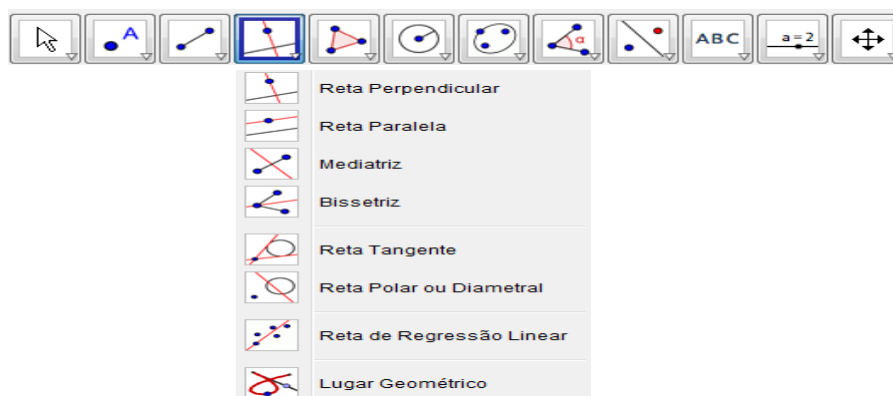 A α ABC a=2
Reta Perpendicular
Reta Paralela
Mediatriz
Bissetriz
Reta Tangente
Reta Polar ou Diametral
Reta de Regressão Linear
Lugar Geométrico